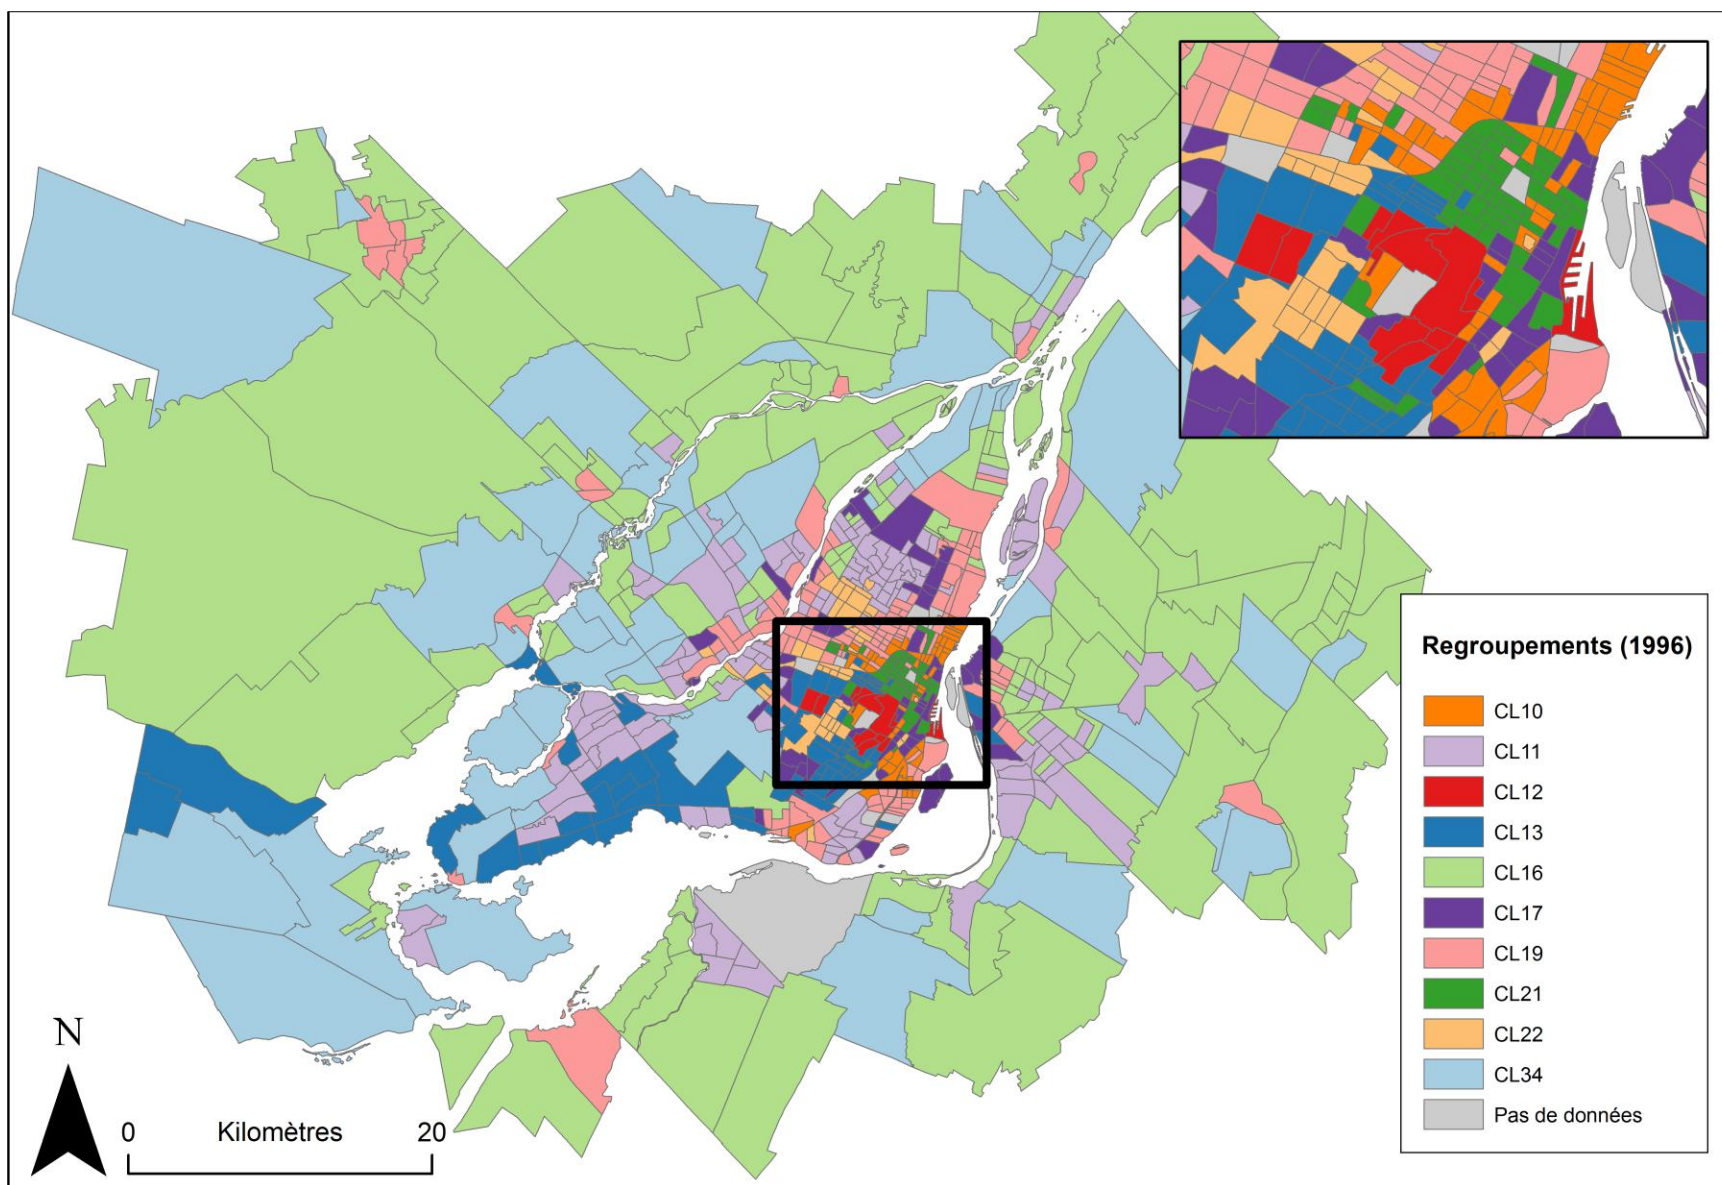 Regroupements (1996)
CL10
CL11
CL12
CL13
CL16
CL17
CL19
CL21
CL22
CL34
Pas de données
N
0 Kilomètres 20